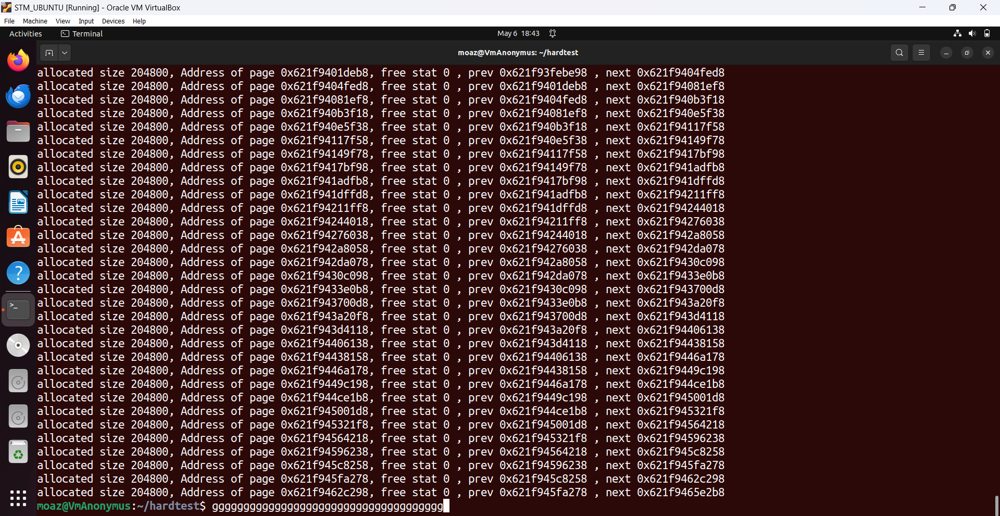 STM_UBUNTU [Running] - Oracle VM VirtualBox
File Machine View Input Devices Help
Activities Terminal May 6 18:43
moaz@VmAnonymus: ~/hardtest
allocated size 204800, Address of page 0x621f9401deb8, free stat 0 , prev 0x621f93febe98 , next 0x621f9404fed8
allocated size 204800, Address of page 0x621f9404fed8, free stat 0 , prev 0x621f9401deb8 , next 0x621f94081ef8
allocated size 204800, Address of page 0x621f94081ef8, free stat 0 , prev 0x621f9404fed8 , next 0x621f940b3f18
allocated size 204800, Address of page 0x621f940b3f18, free stat 0 , prev 0x621f94081ef8 , next 0x621f940e5f38
allocated size 204800, Address of page 0x621f940e5f38, free stat 0 , prev 0x621f940b3f18 , next 0x621f94117f58
allocated size 204800, Address of page 0x621f94117f58, free stat 0 , prev 0x621f940e5f38 , next 0x621f94149f78
allocated size 204800, Address of page 0x621f94149f78, free stat 0 , prev 0x621f94117f58 , next 0x621f9417bf98
allocated size 204800, Address of page 0x621f9417bf98, free stat 0 , prev 0x621f94149f78 , next 0x621f941adfb8
allocated size 204800, Address of page 0x621f941adfb8, free stat 0 , prev 0x621f9417bf98 , next 0x621f941dffd8
allocated size 204800, Address of page 0x621f941dffd8, free stat 0 , prev 0x621f941adfb8 , next 0x621f94211ff8
allocated size 204800, Address of page 0x621f94211ff8, free stat 0 , prev 0x621f941dffd8 , next 0x621f94244018
allocated size 204800, Address of page 0x621f94244018, free stat 0 , prev 0x621f94211ff8 , next 0x621f94276038
allocated size 204800, Address of page 0x621f94276038, free stat 0 , prev 0x621f94244018 , next 0x621f942a8058
allocated size 204800, Address of page 0x621f942a8058, free stat 0 , prev 0x621f94276038 , next 0x621f942da078
allocated size 204800, Address of page 0x621f942da078, free stat 0 , prev 0x621f942a8058 , next 0x621f9430c098
allocated size 204800, Address of page 0x621f9430c098, free stat 0 , prev 0x621f942da078 , next 0x621f9433e0b8
allocated size 204800, Address of page 0x621f9433e0b8, free stat 0 , prev 0x621f9430c098 , next 0x621f943700d8
allocated size 204800, Address of page 0x621f943700d8, free stat 0 , prev 0x621f9433e0b8 , next 0x621f943a20f8
allocated size 204800, Address of page 0x621f943a20f8, free stat 0 , prev 0x621f943700d8 , next 0x621f943d4118
allocated size 204800, Address of page 0x621f943d4118, free stat 0 , prev 0x621f943a20f8 , next 0x621f94406138
allocated size 204800, Address of page 0x621f94406138, free stat 0 , prev 0x621f943d4118 , next 0x621f94438158
allocated size 204800, Address of page 0x621f94438158, free stat 0 , prev 0x621f94406138 , next 0x621f9446a178
allocated size 204800, Address of page 0x621f9446a178, free stat 0 , prev 0x621f94438158 , next 0x621f9449c198
allocated size 204800, Address of page 0x621f9449c198, free stat 0 , prev 0x621f9446a178 , next 0x621f944ce1b8
allocated size 204800, Address of page 0x621f944ce1b8, free stat 0 , prev 0x621f9449c198 , next 0x621f945001d8
allocated size 204800, Address of page 0x621f945001d8, free stat 0 , prev 0x621f944ce1b8 , next 0x621f945321f8
allocated size 204800, Address of page 0x621f945321f8, free stat 0 , prev 0x621f945001d8 , next 0x621f94564218
allocated size 204800, Address of page 0x621f94564218, free stat 0 , prev 0x621f945321f8 , next 0x621f94596238
allocated size 204800, Address of page 0x621f94596238, free stat 0 , prev 0x621f94564218 , next 0x621f945c8258
allocated size 204800, Address of page 0x621f945c8258, free stat 0 , prev 0x621f94596238 , next 0x621f945fa278
allocated size 204800, Address of page 0x621f945fa278, free stat 0 , prev 0x621f945c8258 , next 0x621f9462c298
allocated size 204800, Address of page 0x621f9462c298, free stat 0 , prev 0x621f945fa278 , next 0x621f9465e2b8
moaz@VmAnonymus:~/hardtest$ ggggggggggggggggggggggggggggggggggggg